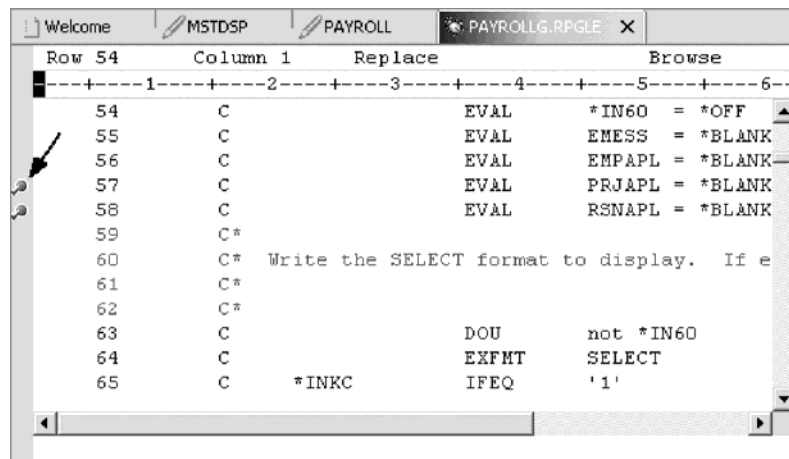 Welcome MSTDSP PAYROLL PAYROLLG.RPGLE X
Row 54 Column 1 Replace Browse
-----+----1----+----2----+----3----+----4----+----5----+----6--
54 C EVAL *IN60 = *OFF
55 C EVAL EMESS = *BLANK
56 C EVAL EMPAPL = *BLANK
57 C EVAL PRJAPL = *BLANK
58 C EVAL RSNAPL = *BLANK
59 C*
60 C* Write the SELECT format to display. If e
61 C*
62 C*
63 C DOU not *IN60
64 C EXFMT SELECT
65 C *INKC IFEQ '1'